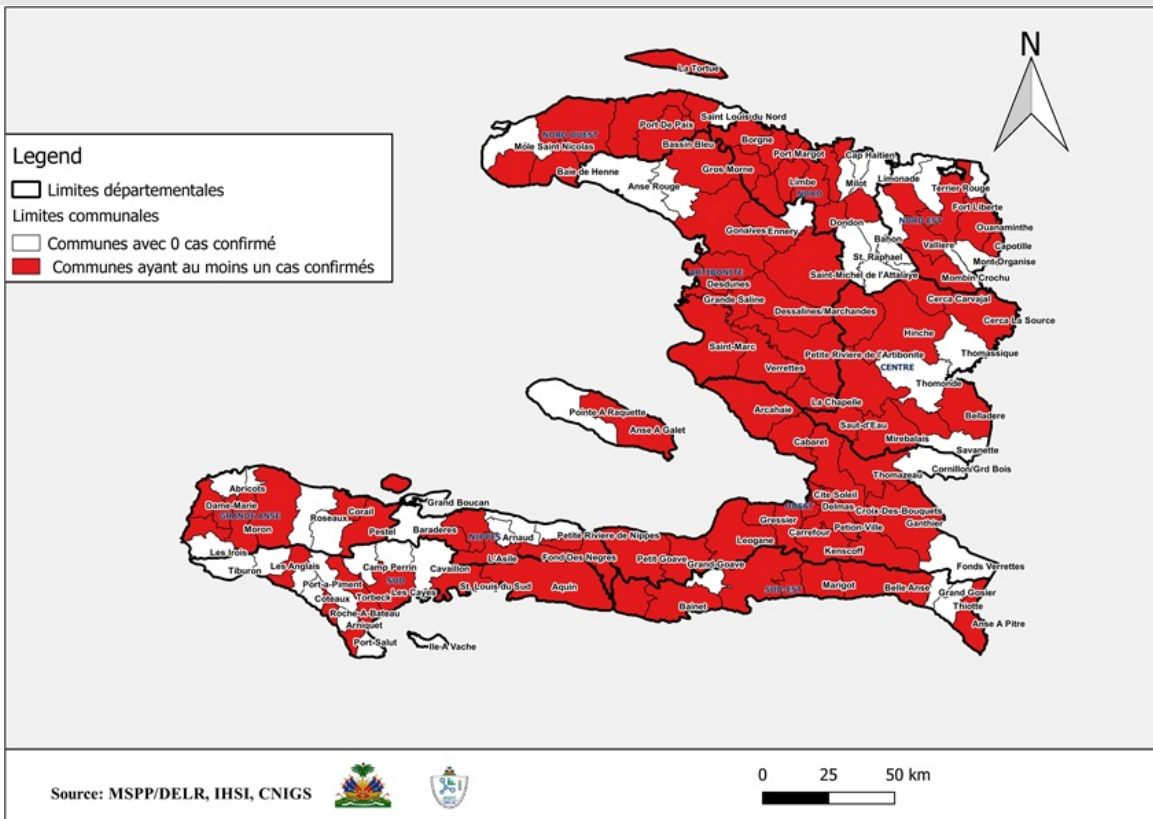 N
Legend
Limites départementales
Limites communales
Communes avec 0 cas confirmé
Communes ayant au moins un cas confirmés
La Tortue
Saint Louis du Nord
Port De Paix
NORD OUEST
Môle Saint Nicolas
Bassin Bleu
Borgne
Port Margot
Cap Haitien
Baie de Henne
Gros Morne
Anse Rouge
Limbe
NORD
Milot
Limonade
Terrier Rouge
Fort Liberte
Gonaives
Ennery
Dondon
NORD EST
Ouanaminthe
Bahon
Valliere
Capotille
St. Raphael
Mont-Organise
Saint-Michel de l'Attalaye
Mombin Crochu
ARTIBONITE
Desdunes
Grande Saline
Dessalines/Marchandes
Cerca Carvajal
Cerca La Source
Hinche
Saint-Marc
Petite Riviere de l'Artibonite
Thomassique
Verrettes
CENTRE
Thomonde
La Chapelle
Belladere
Pointe A Raquette
Arcahaie
Saut-d'Eau
Anse A Galet
Cabaret
Mirebalais
Savanette
Cornillon/Grd Bois
Thomazeau
Abricots
Grand Boucan
Cite Soleil
Dame-Marie
GRANDE ANSE
Corail
OUEST
Delmas
Croix-Des-Bouquets
Roseaux
Gressier
Ganthier
Moron
Pestel
Baraderes
NIPPES
Arnaud
Petite Riviere de Nippes
Carrefour
Petion-Ville
Leogane
Les Irois
L'Asile
Fond Des Negres
Petit Goave
Grand-Goave
Kenscoff
Fonds Verrettes
Tiburon
Les Anglais
Camp Perrin
Cavaillon
Port-a-Piment
SUD
St. Louis du Sud
Aquin
SUD EST
Marigot
Belle Anse
Grand Gosier
Coteaux
Torbeck
Les Cayes
Bainet
Thiotte
Roche-A-Bateau
Arniquet
Anse A Pitre
Port-Salut
Ile-A Vache
Source: MSPP/DELR, IHSI, CNIGS
MSPP
DELR
0 25 50 km